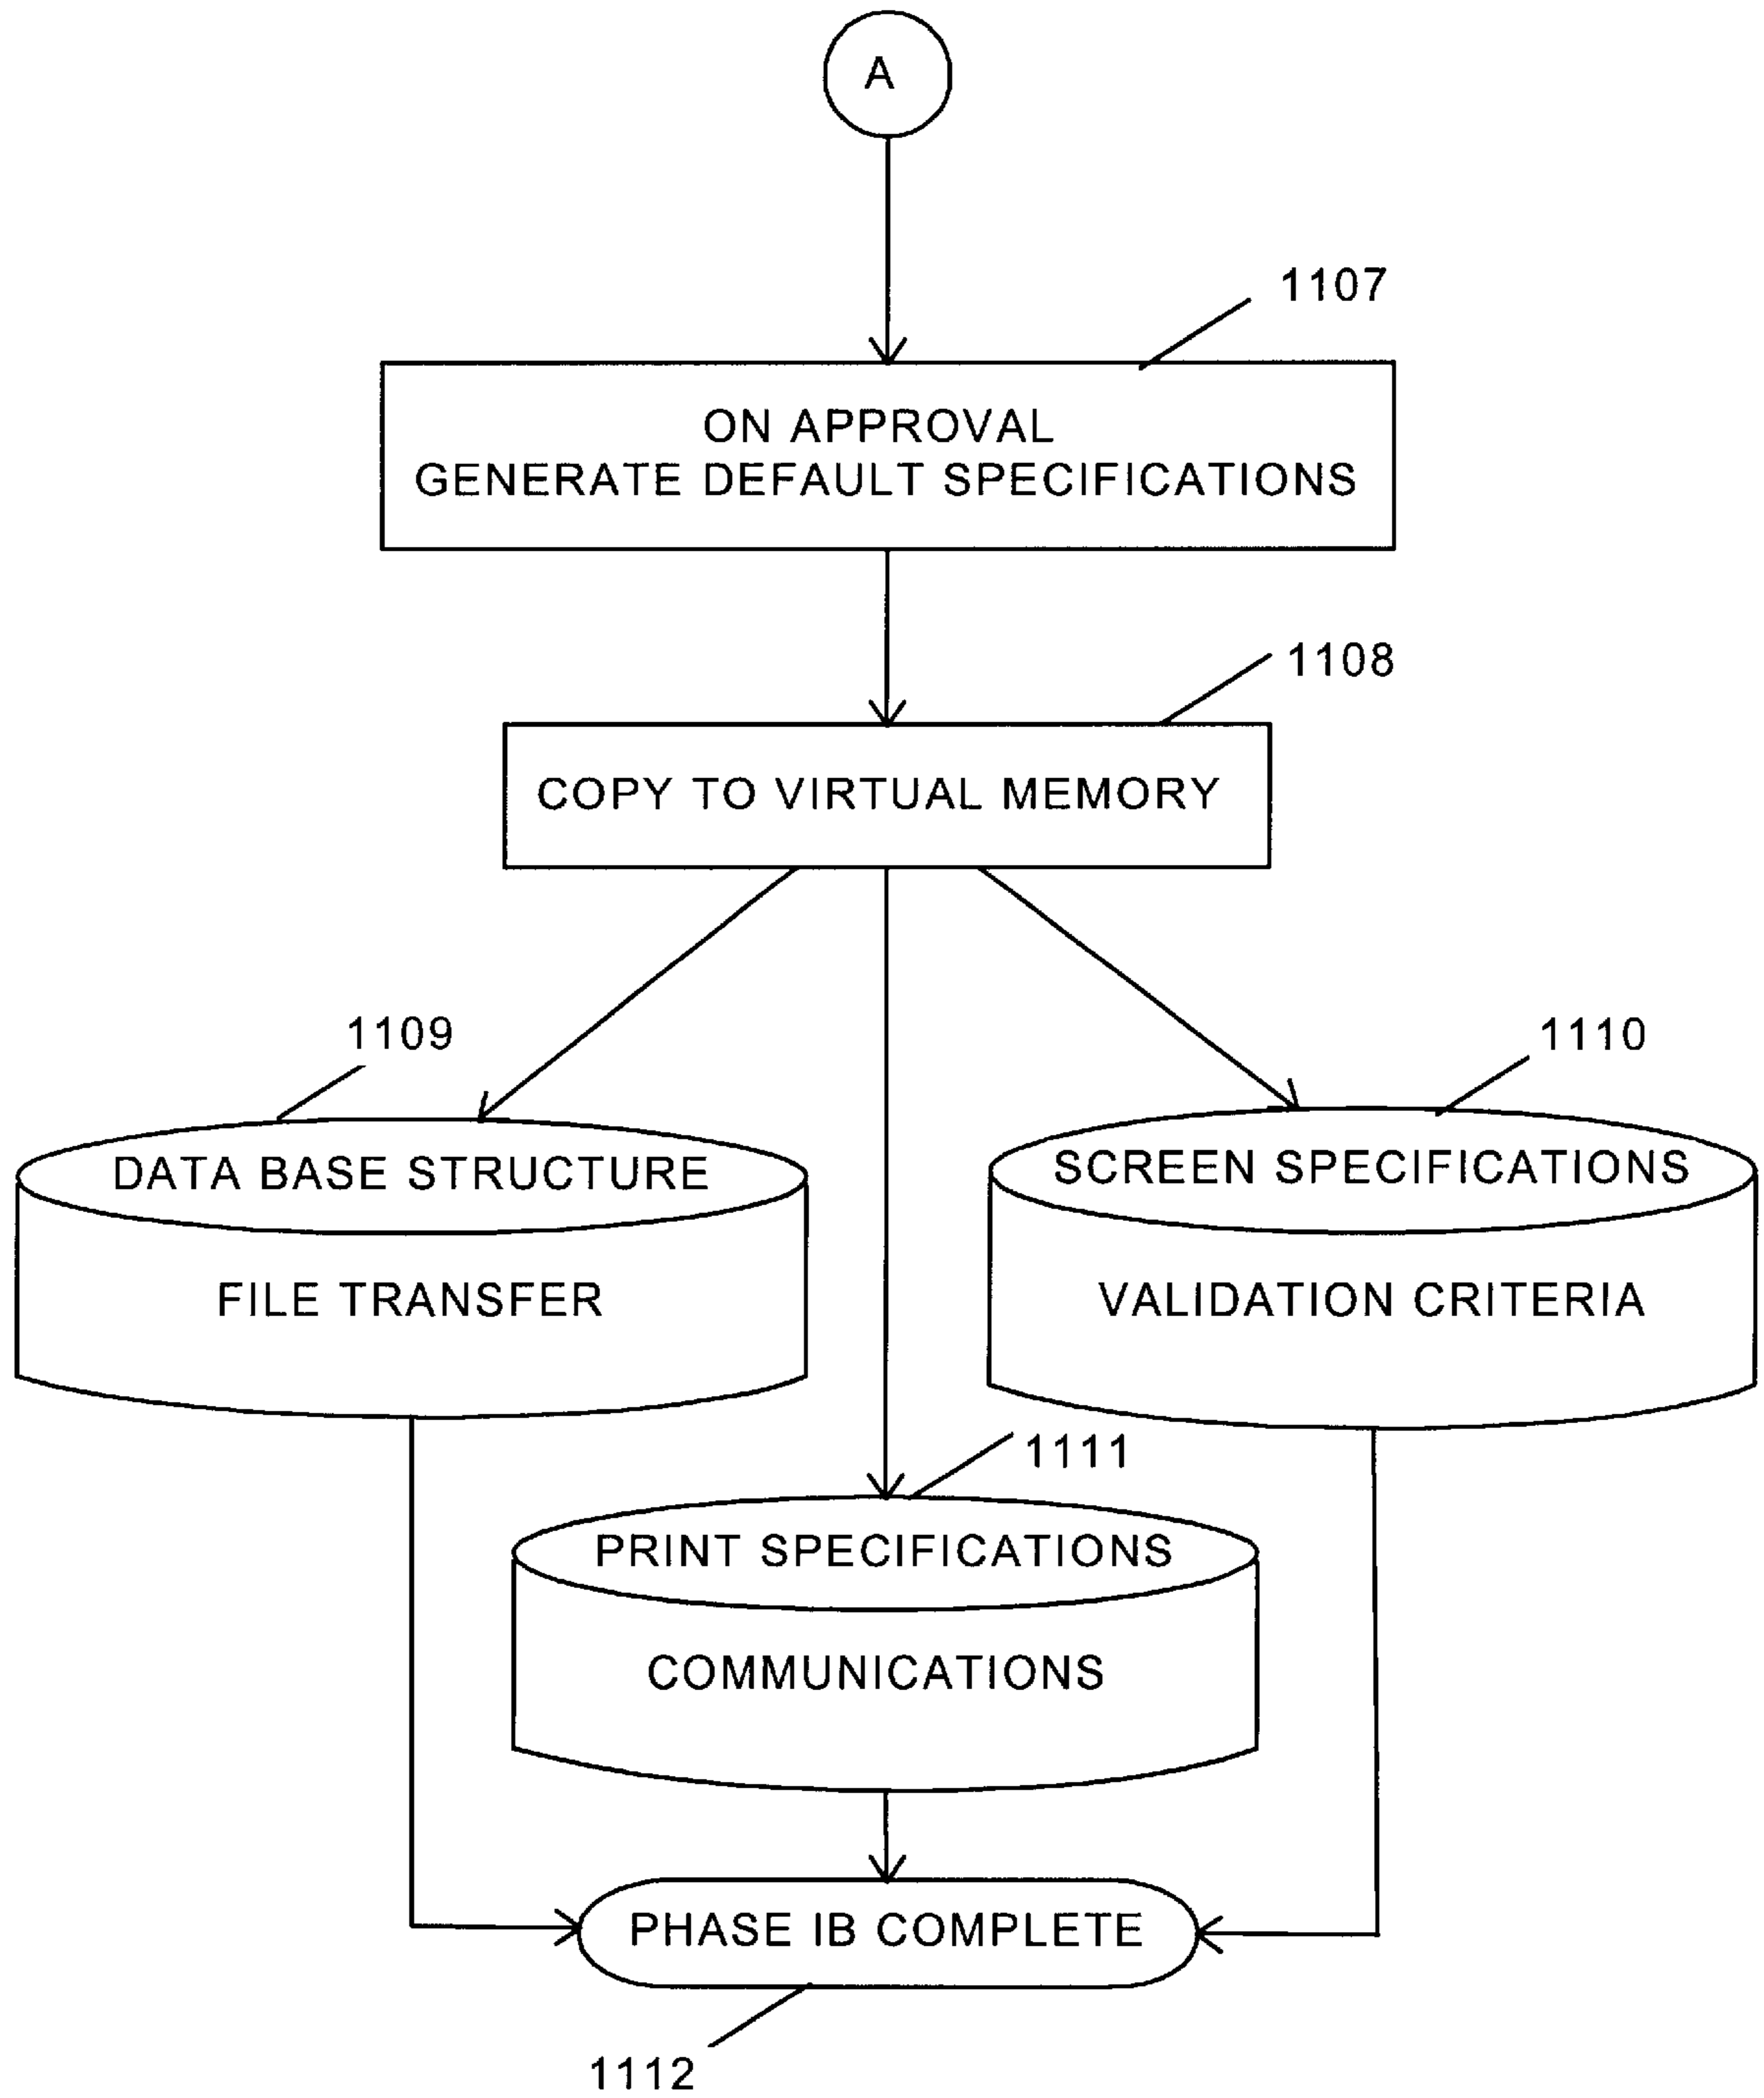 A
1107
ON APPROVAL
GENERATE DEFAULT SPECIFICATIONS
1108
COPY TO VIRTUAL MEMORY
1109
DATA BASE STRUCTURE
FILE TRANSFER
1110
SCREEN SPECIFICATIONS
VALIDATION CRITERIA
1111
PRINT SPECIFICATIONS
COMMUNICATIONS
PHASE IB COMPLETE
1112